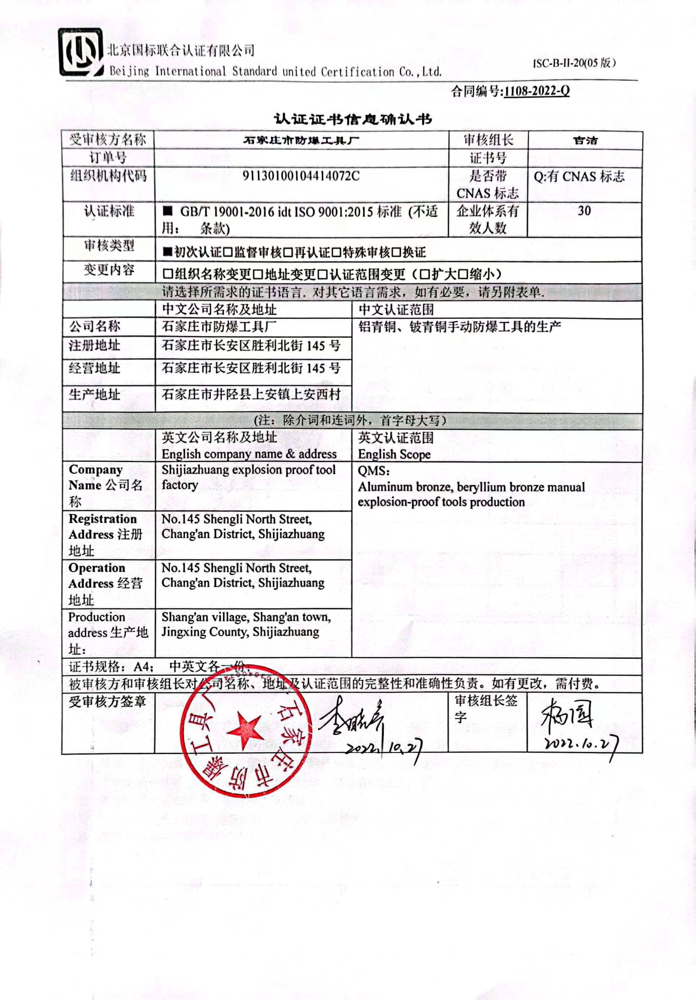 北京国标联合认证有限公司
Beijing International Standard united Certification Co.,Ltd.
ISC-B-II-20(05 版)
合同编号:1108-2022-Q
认证证书信息确认书
受审核方名称 石家庄市防爆工具厂 审核组长 吉洁
订单号 证书号
组织机构代码 91130100104414072C 是否带 Q:有 CNAS 标志
CNAS 标志
认证标准 ■ GB/T 19001-2016 idt ISO 9001:2015 标准 (不适 企业体系有 30
用: 条款) 效人数
审核类型 ■初次认证□监督审核□再认证□特殊审核□换证
变更内容 □组织名称变更□地址变更□认证范围变更（□扩大□缩小）
请选择所需求的证书语言. 对其它语言需求，如有必要，请另附表单.
中文公司名称及地址 中文认证范围
公司名称 石家庄市防爆工具厂 铝青铜、铍青铜手动防爆工具的生产
注册地址 石家庄市长安区胜利北街 145 号
经营地址 石家庄市长安区胜利北街 145 号
生产地址 石家庄市井陉县上安镇上安西村
(注：除介词和连词外，首字母大写）
英文公司名称及地址 英文认证范围
English company name & address English Scope
Company Shijiazhuang explosion proof tool QMS:
Name 公司名 factory Aluminum bronze, beryllium bronze manual
称 explosion-proof tools production
Registration No.145 Shengli North Street,
Address 注册 Chang'an District, Shijiazhuang
地址
Operation No.145 Shengli North Street,
Address 经营 Chang'an District, Shijiazhuang
地址
Production Shang'an village, Shang'an town,
address 生产地 Jingxing County, Shijiazhuang
址:
证书规格: A4; 中英文各一份;
被审核方和审核组长对公司名称、地址及认证范围的完整性和准确性负责。如有更改，需付费。
受审核方签章 审核组长签
字
2022.10.27 2022.10.27
石家庄市防爆工具厂